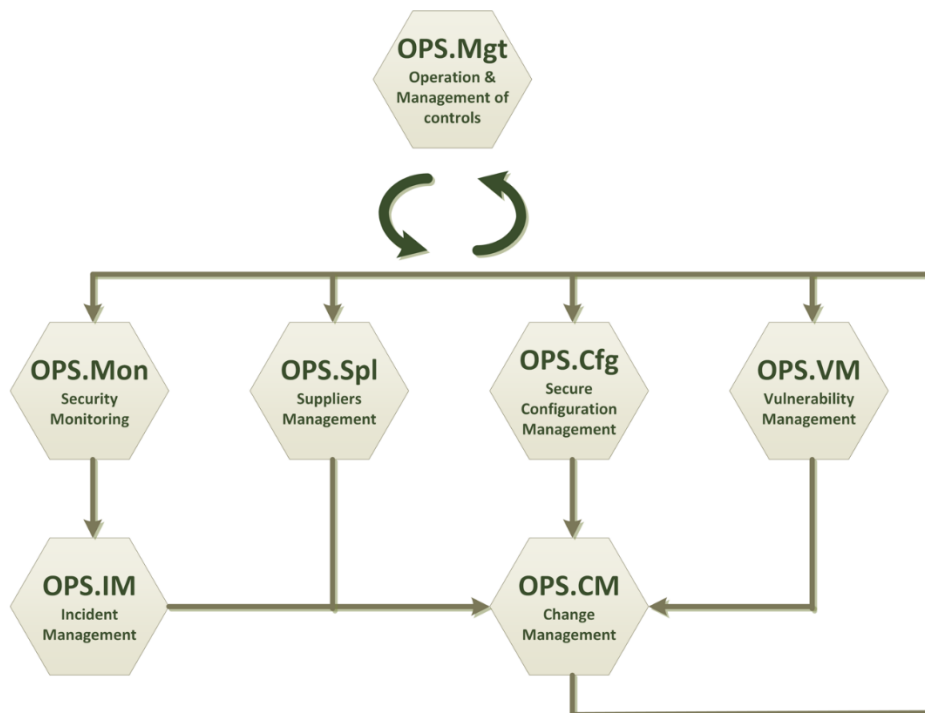 OPS.Mgt
Operation &
Management of
controls
OPS.Mon
Security
Monitoring
OPS.Spl
Suppliers
Management
OPS.Cfg
Secure
Configuration
Management
OPS.VM
Vulnerability
Management
OPS.IM
Incident
Management
OPS.CM
Change
Management